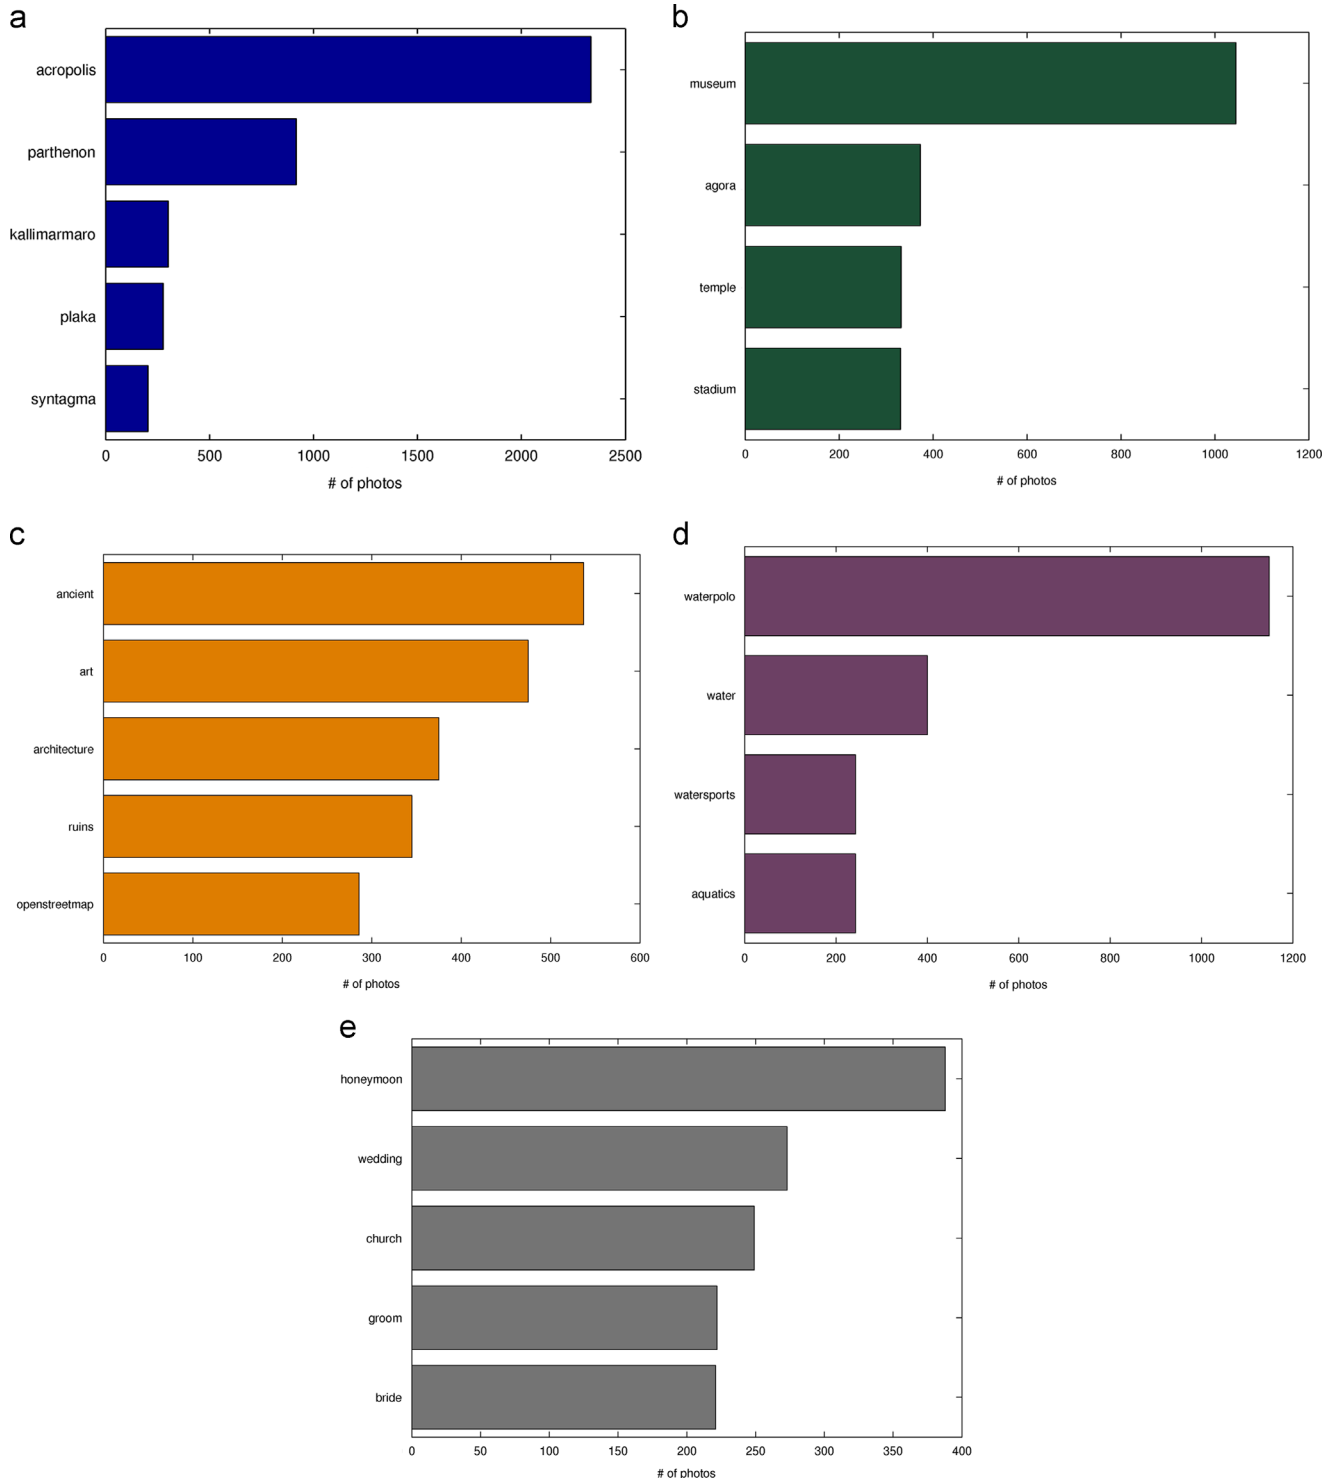 a
acropolis
parthenon
kallimarmaro
plaka
syntagma
0 500 1000 1500 2000 2500
# of photos
b
museum
agora
temple
stadium
0 200 400 600 800 1000 1200
# of photos
c
ancient
art
architecture
ruins
openstreetmap
0 100 200 300 400 500 600
# of photos
d
waterpolo
water
watersports
aquatics
0 200 400 600 800 1000 1200
# of photos
e
honeymoon
wedding
church
groom
bride
0 50 100 150 200 250 300 350 400
# of photos